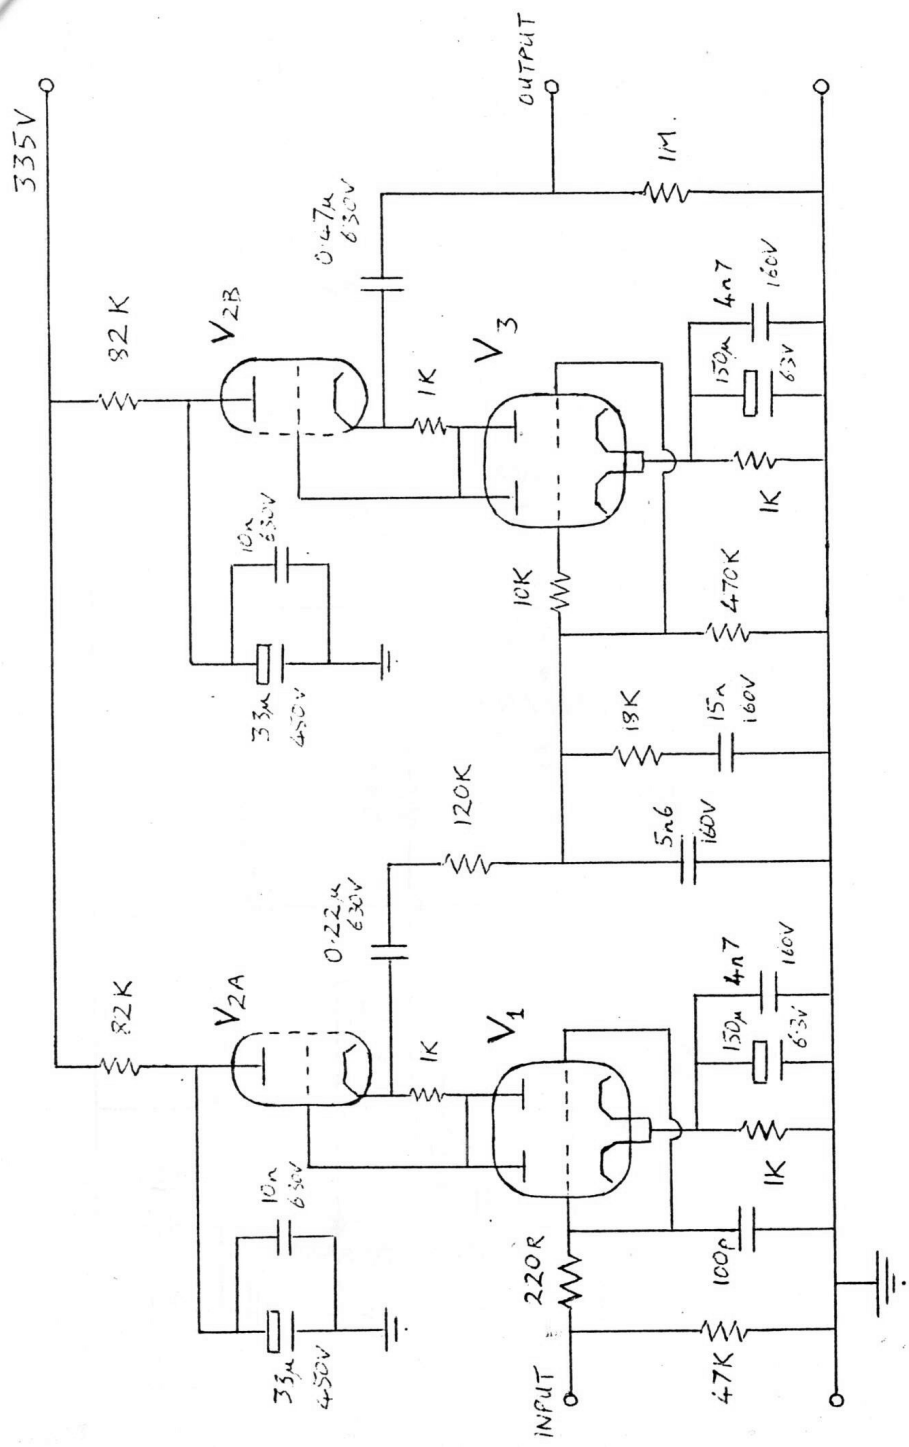 335V
82K
82K
V2A
V2B
10n
630V
33µ
450V
10n
630V
33µ
450V
0.22µ
630V
0.47µ
630V
1K
1K
120K
V1
V3
OUTPUT
INPUT
220R
10K
47K
100p
1K
150µ
6.3V
4n7
160V
5n6
160V
18K
15n
160V
470K
1K
150µ
63V
4n7
160V
1M.